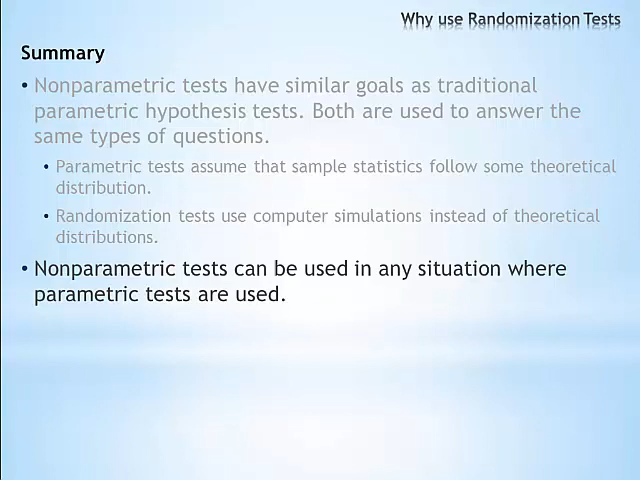 Why use Randomization Tests
Summary
• Nonparametric tests have similar goals as traditional
parametric hypothesis tests. Both are used to answer the
same types of questions.
• Parametric tests assume that sample statistics follow some theoretical
distribution.
• Randomization tests use computer simulations instead of theoretical
distributions.
• Nonparametric tests can be used in any situation where
parametric tests are used.